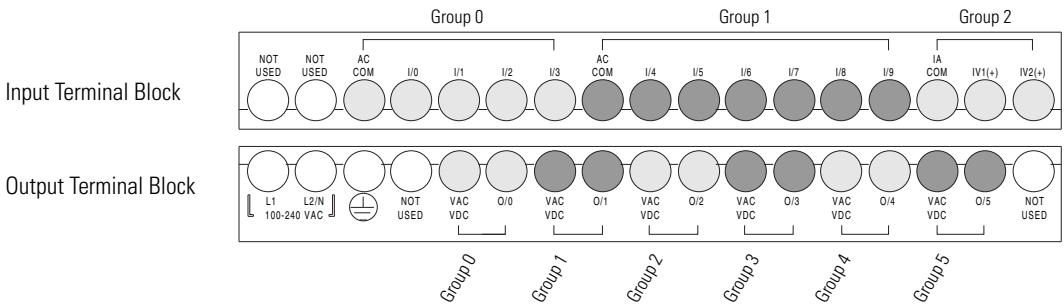 Group 0 Group 1 Group 2
NOT USED NOT USED AC COM I/0 I/1 I/2 I/3 AC COM I/4 I/5 I/6 I/7 I/8 I/9 IA COM IV1(+) IV2(+)
Input Terminal Block
Output Terminal Block
L1 L2/N NOT USED VAC VDC O/0 VAC VDC O/1 VAC VDC O/2 VAC VDC O/3 VAC VDC O/4 VAC VDC O/5 NOT USED
100-240 VAC
Group 0 Group 1 Group 2 Group 3 Group 4 Group 5